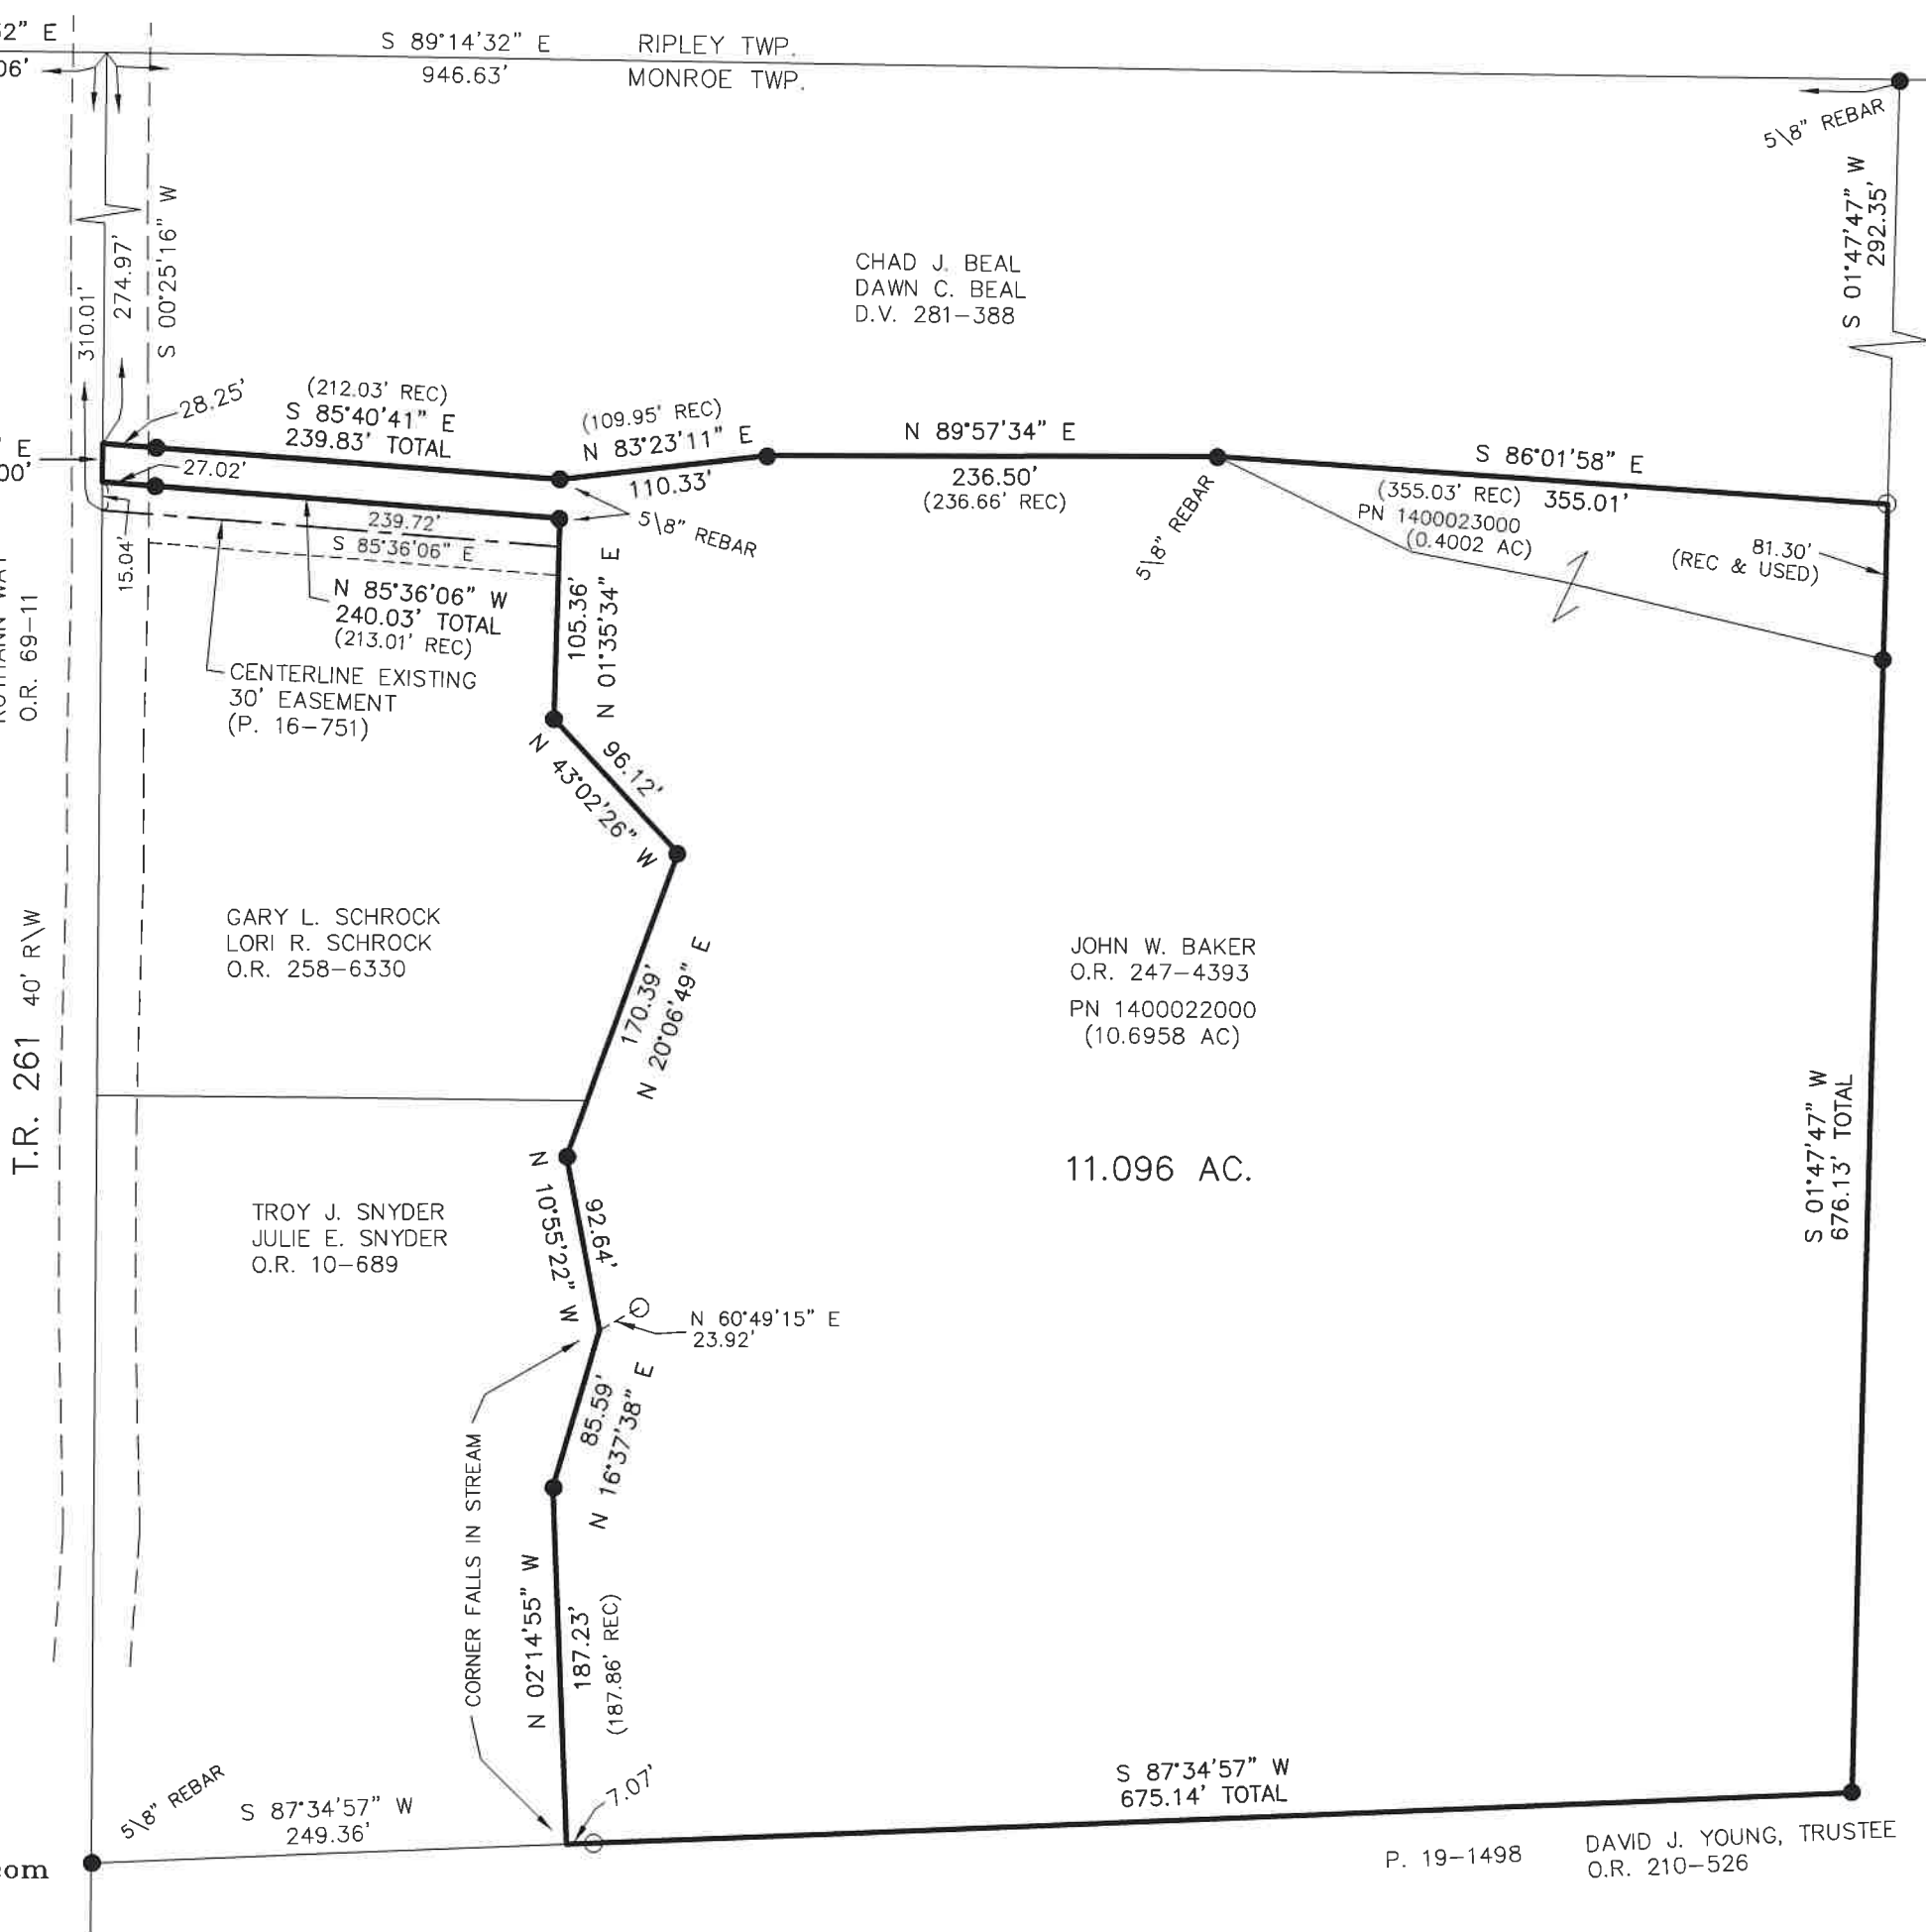 S 89°14'32" E
RIPLEY TWP.
946.63'
MONROE TWP.
2" E
06'
5\8" REBAR
S 01°47'47" W
292.35'
310.01'
274.97'
S 00°25'16" W
CHAD J. BEAL
DAWN C. BEAL
D.V. 281-388
28.25'
(212.03' REC)
S 85°40'41" E
239.83' TOTAL
(109.95' REC)
N 83°23'11" E
110.33'
N 89°57'34" E
236.50'
(236.66' REC)
S 86°01'58" E
(355.03' REC) 355.01'
PN 1400023000
(0.4002 AC)
81.30'
(REC & USED)
5\8" REBAR
E
00'
27.02'
15.04'
239.72'
S 85°36'06" E
5\8" REBAR
N 85°36'06" W
240.03' TOTAL
(213.01' REC)
CENTERLINE EXISTING
30' EASEMENT
(P. 16-751)
105.36'
N 01°35'34" E
O.R. 69-11
96.12'
N 43°02'26" W
GARY L. SCHROCK
LORI R. SCHROCK
O.R. 258-6330
T.R. 261 40' R\W
170.39'
N 20°06'49" E
JOHN W. BAKER
O.R. 247-4393
PN 1400022000
(10.6958 AC)
11.096 AC.
S 01°47'47" W
676.13' TOTAL
TROY J. SNYDER
JULIE E. SNYDER
O.R. 10-689
92.64'
N 10°55'22" W
N 60°49'15" E
23.92'
85.59'
N 16°37'38" E
CORNER FALLS IN STREAM
N 02°14'55" W
187.23'
(187.86' REC)
7.07'
5\8" REBAR
S 87°34'57" W
249.36'
S 87°34'57" W
675.14' TOTAL
P. 19-1498
DAVID J. YOUNG, TRUSTEE
O.R. 210-526
com